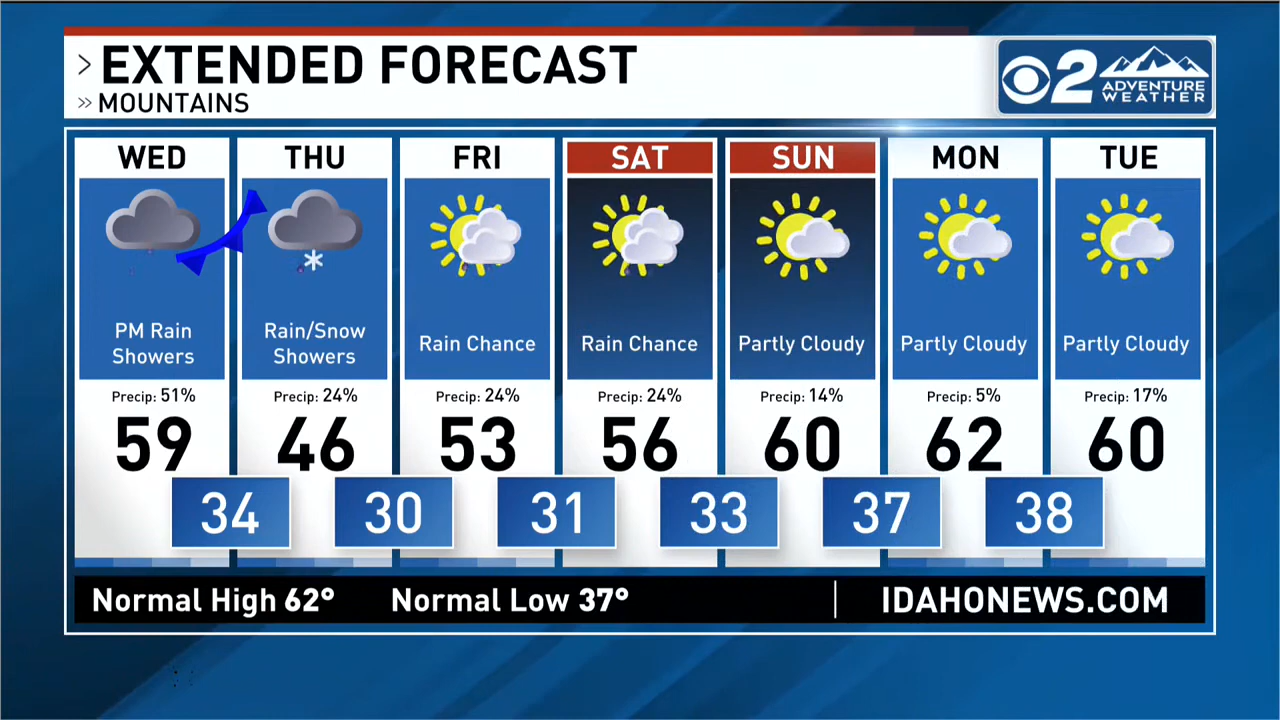 > EXTENDED FORECAST
» MOUNTAINS
2 ADVENTURE
WEATHER
WED THU FRI SAT SUN MON TUE
PM Rain Showers Rain/Snow Showers Rain Chance Rain Chance Partly Cloudy Partly Cloudy Partly Cloudy
Precip: 51% Precip: 24% Precip: 24% Precip: 24% Precip: 14% Precip: 5% Precip: 17%
59 46 53 56 60 62 60
34 30 31 33 37 38
Normal High 62° Normal Low 37° IDAHONEWS.COM